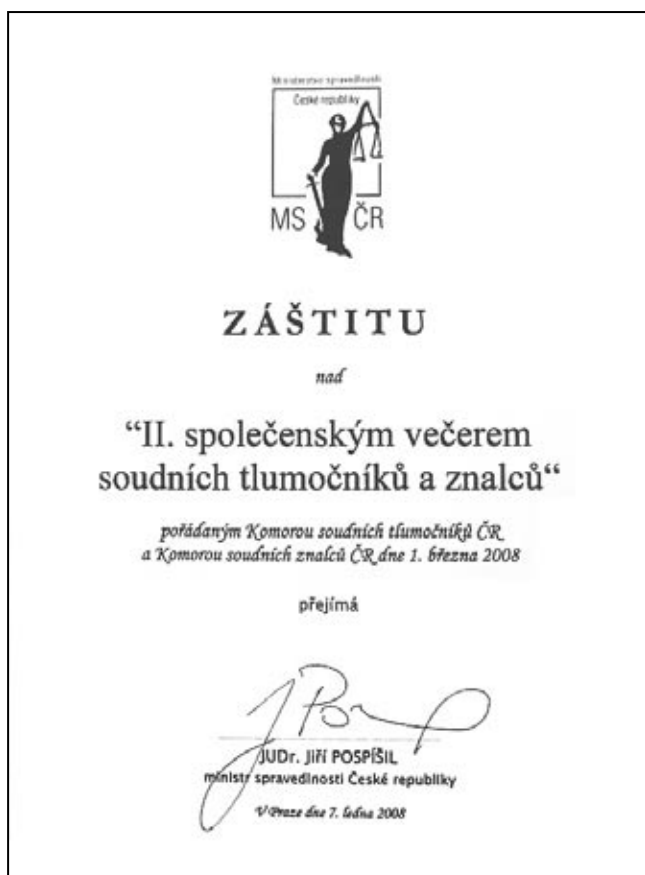 Ministerstvo spravedlnosti
České republiky
MS ČR
ZÁŠTITU
nad
“II. společenským večerem
soudních tlumočníků a znalců“
pořádaným Komorou soudních tlumočníků ČR
a Komorou soudních znalců ČR dne 1. března 2008
přejímá
JUDr. Jiří POSPÍŠIL
ministr spravedlnosti České republiky
V Praze dne 7. ledna 2008